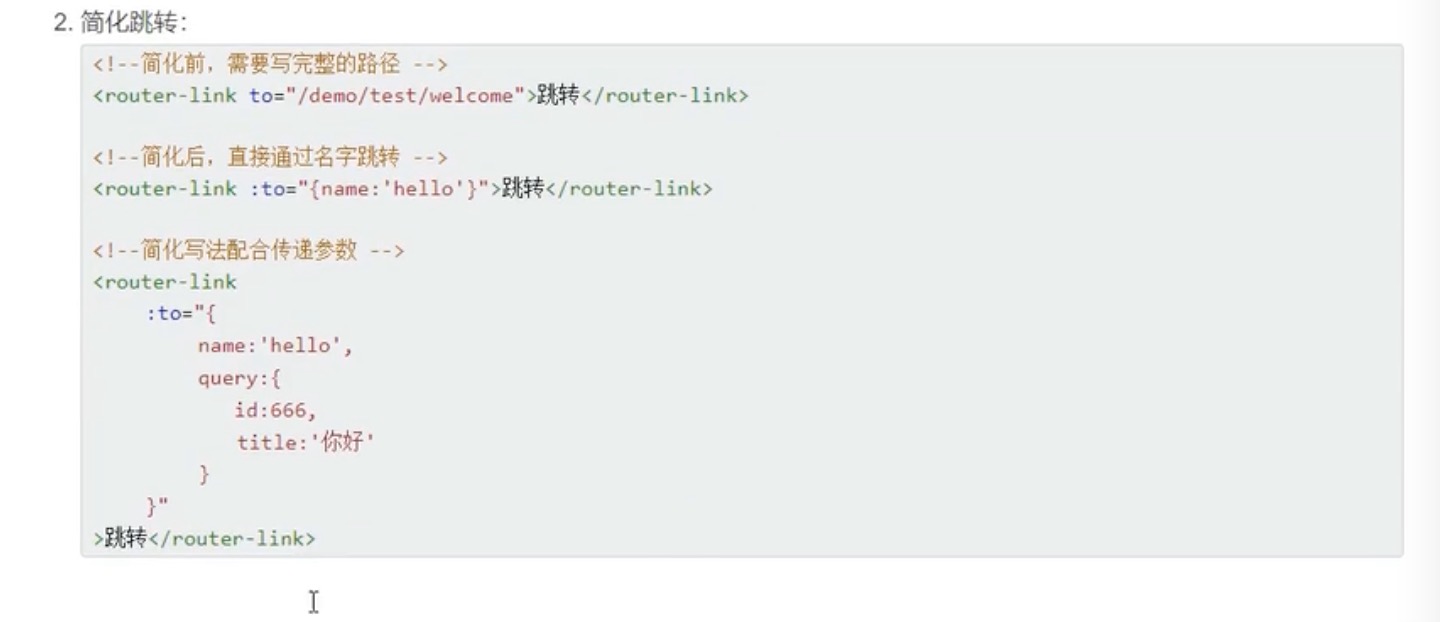 2. 简化跳转：
<!--简化前，需要写完整的路径 -->
<router-link to="/demo/test/welcome">跳转</router-link>
<!--简化后，直接通过名字跳转 -->
<router-link :to="{name:'hello'}">跳转</router-link>
<!--简化写法配合传递参数 -->
<router-link
:to="{
name:'hello',
query:{
id:666,
title:'你好'
}
}"
>跳转</router-link>